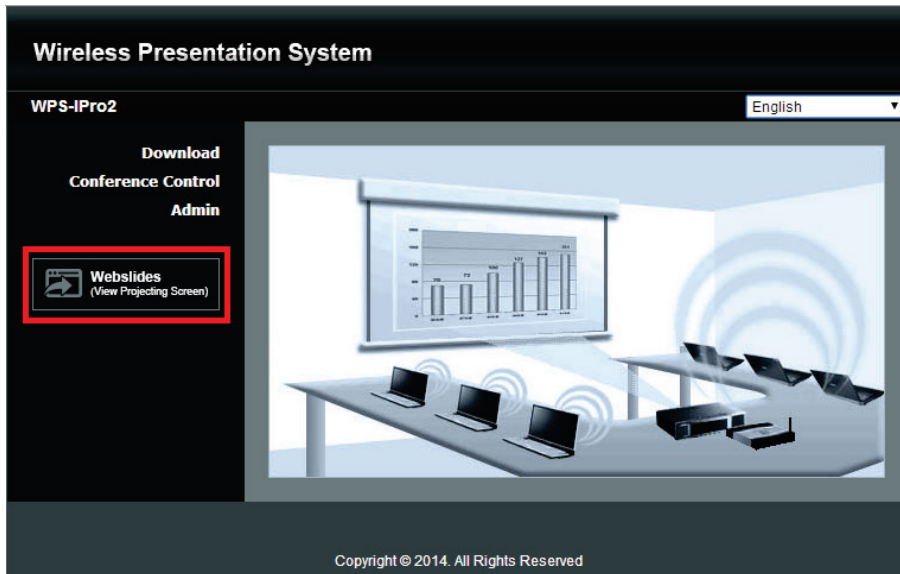 Wireless Presentation System
WPS-IPro2
English
Download
Conference Control
Admin
Webslides
(View Projecting Screen)
Copyright © 2014. All Rights Reserved